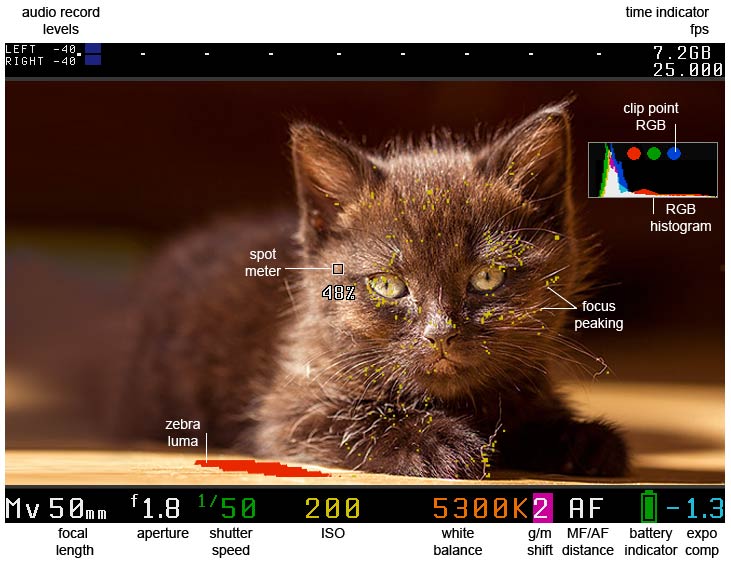 audio record
levels
time indicator
fps
LEFT -40
RIGHT -40
7.2GB
25.000
clip point
RGB
RGB
histogram
spot
meter
48%
focus
peaking
zebra
luma
Mv 50mm f1.8 1/50 200 5300K 2 AF -1.3
focal
length
aperture
shutter
speed
ISO
white
balance
g/m
shift
MF/AF
distance
battery
indicator
expo
comp